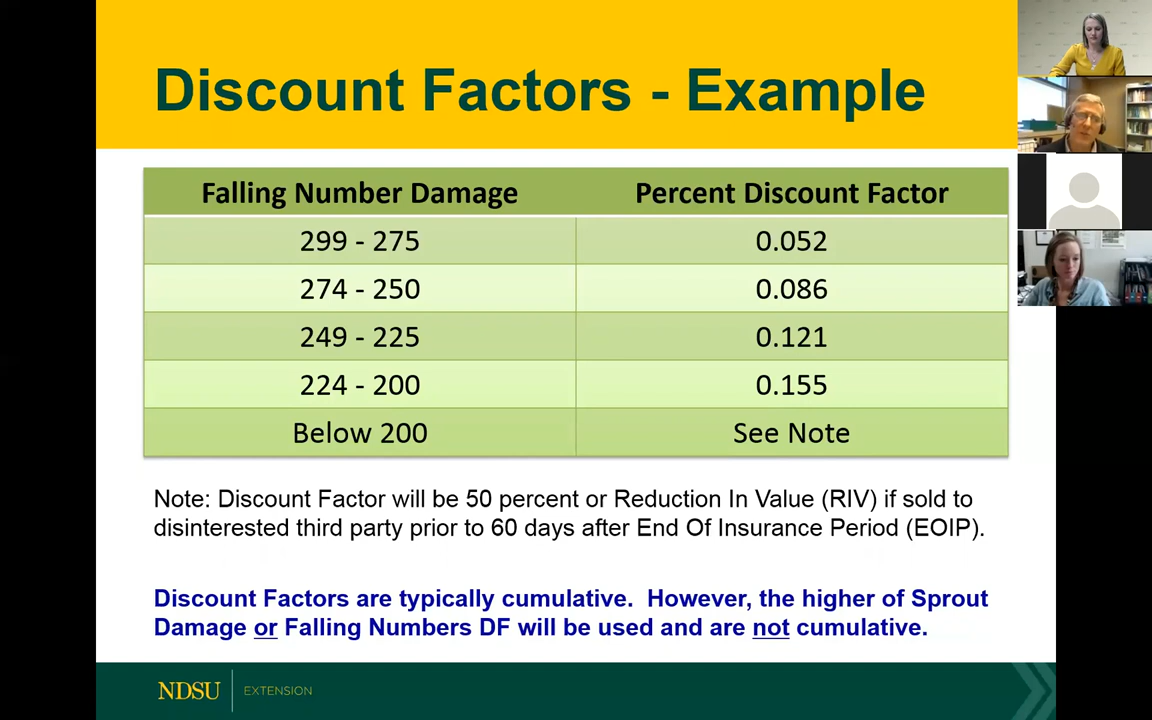 Discount Factors - Example
Falling Number Damage Percent Discount Factor
299 - 275 0.052
274 - 250 0.086
249 - 225 0.121
224 - 200 0.155
Below 200 See Note
Note: Discount Factor will be 50 percent or Reduction In Value (RIV) if sold to
disinterested third party prior to 60 days after End Of Insurance Period (EOIP).
Discount Factors are typically cumulative. However, the higher of Sprout
Damage or Falling Numbers DF will be used and are not cumulative.
NDSU EXTENSION